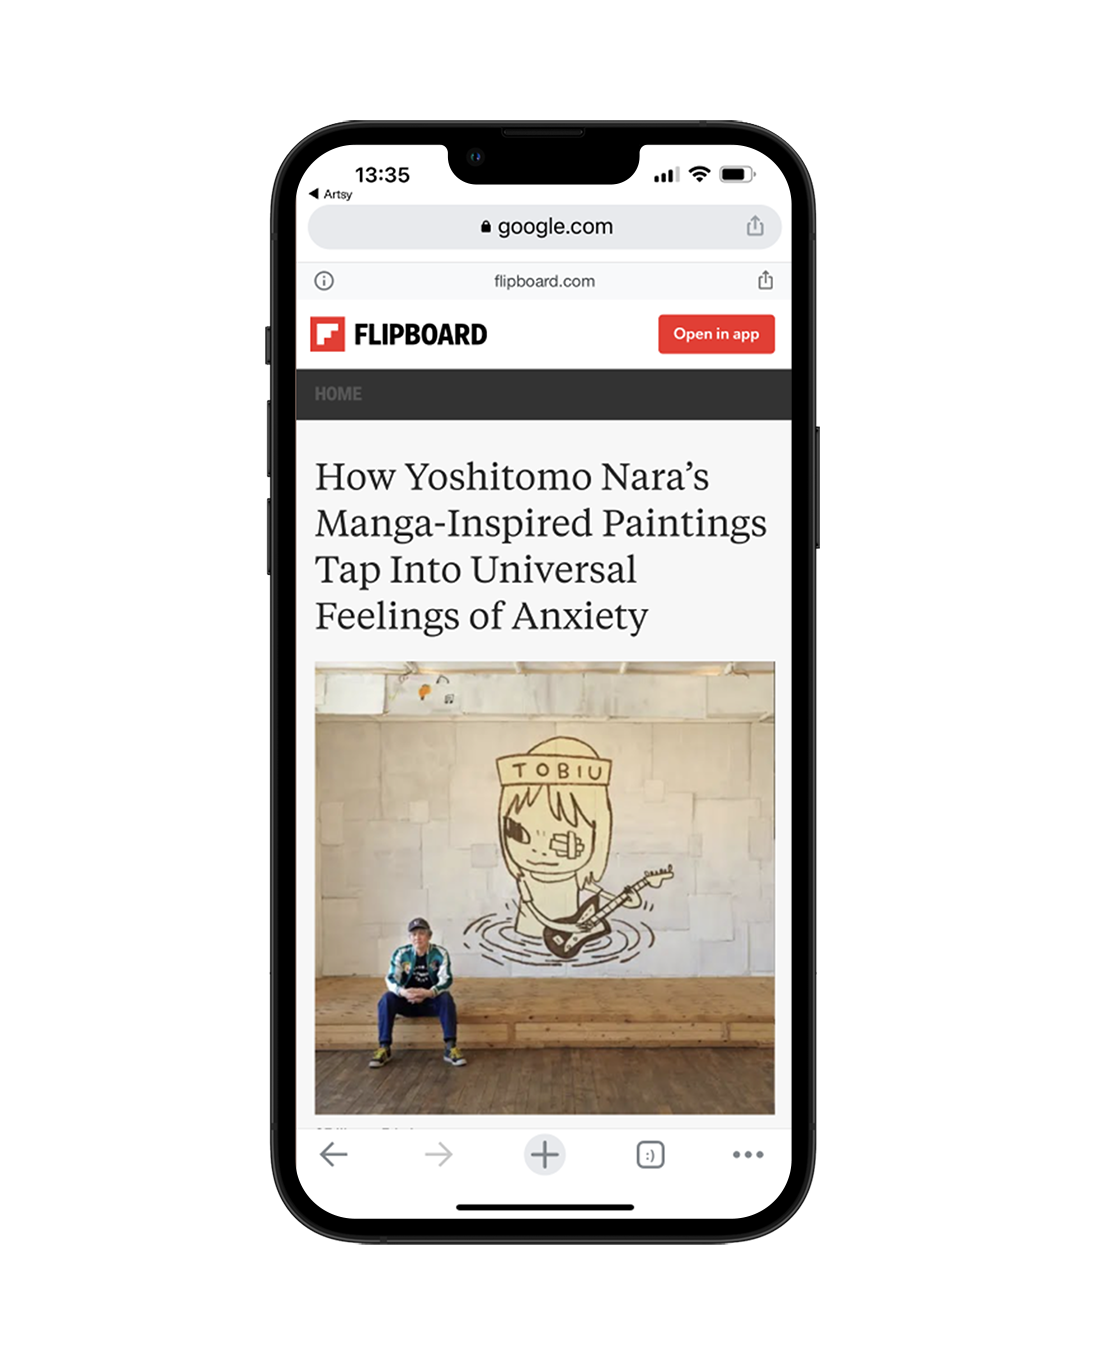 13:35
Artsy
google.com
flipboard.com
FLIPBOARD
Open in app
HOME
How Yoshitomo Nara’s
Manga-Inspired Paintings
Tap Into Universal
Feelings of Anxiety
TOBIU
:)